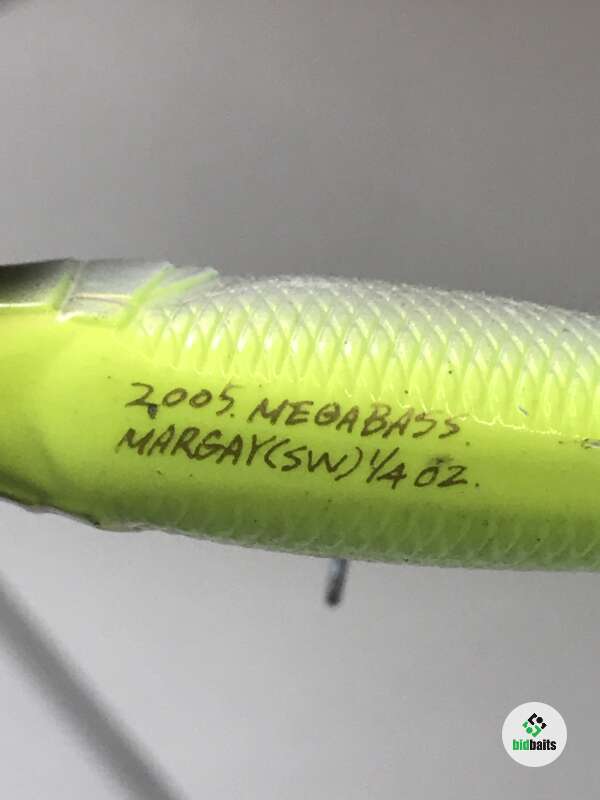 2005. MEGABASS.
MARGAY(SW) 1/4 OZ.
bidbaits